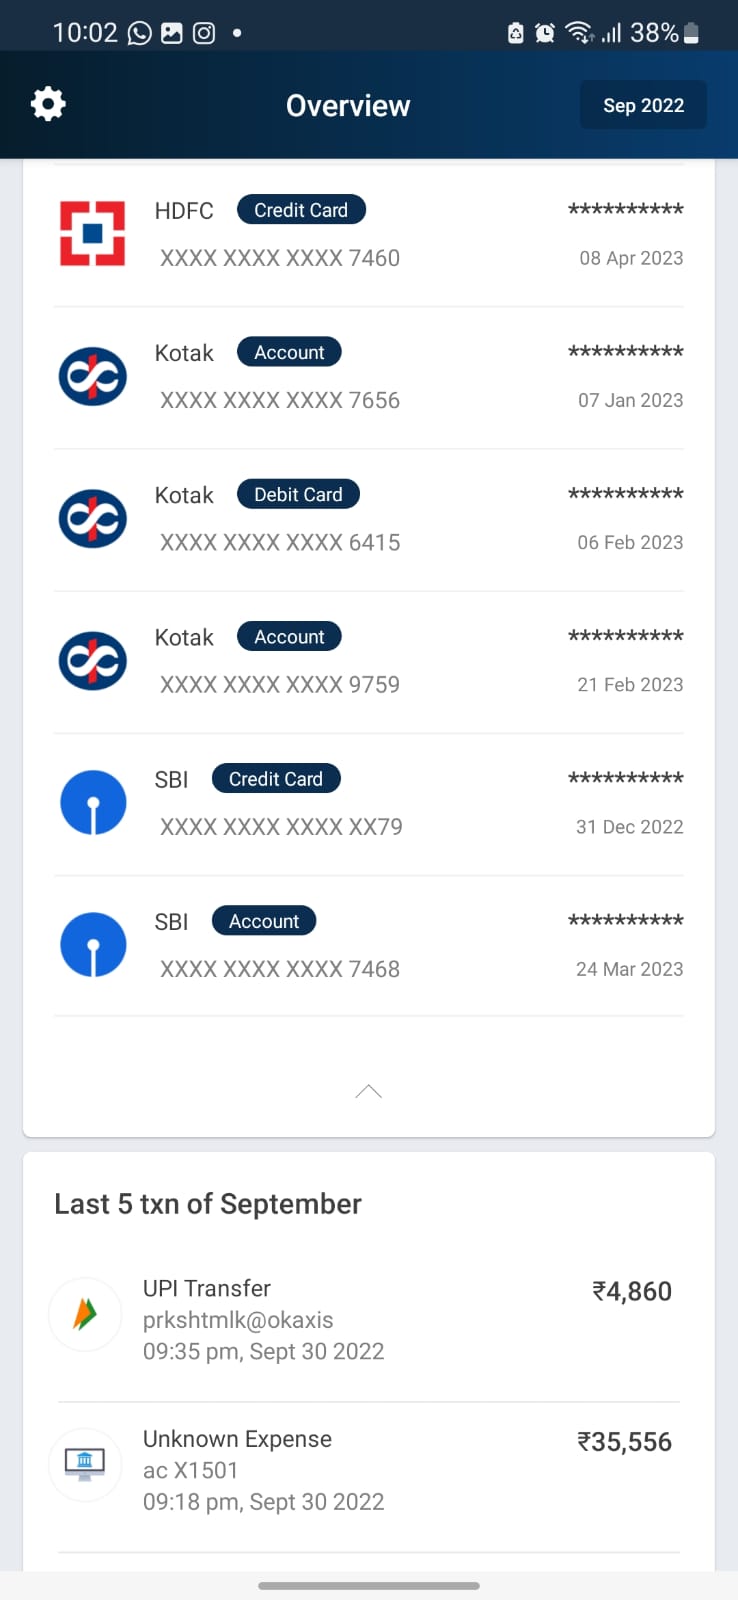 10:02 38%
Overview Sep 2022
HDFC Credit Card **********
XXXX XXXX XXXX 7460 08 Apr 2023
Kotak Account **********
XXXX XXXX XXXX 7656 07 Jan 2023
Kotak Debit Card **********
XXXX XXXX XXXX 6415 06 Feb 2023
Kotak Account **********
XXXX XXXX XXXX 9759 21 Feb 2023
SBI Credit Card **********
XXXX XXXX XXXX XX79 31 Dec 2022
SBI Account **********
XXXX XXXX XXXX 7468 24 Mar 2023
Last 5 txn of September
UPI Transfer ₹4,860
prkshtmlk@okaxis
09:35 pm, Sept 30 2022
Unknown Expense ₹35,556
ac X1501
09:18 pm, Sept 30 2022